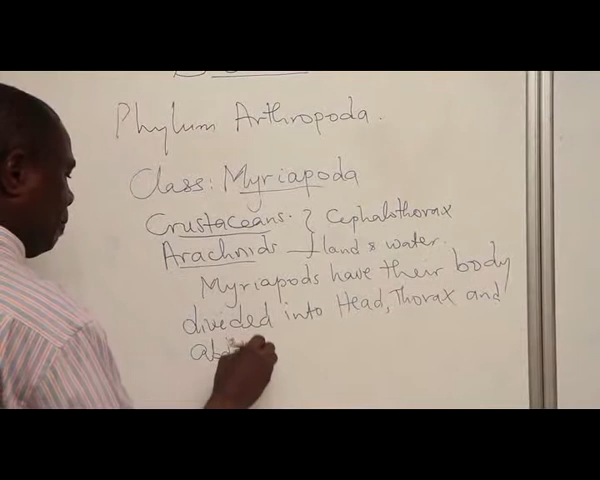 Phylum Arthropoda.
Class: Myriapoda
Crustaceans. } Cephalothorax
Arachnids land & water.
Myriapods have their body
divided into Head, Thorax and